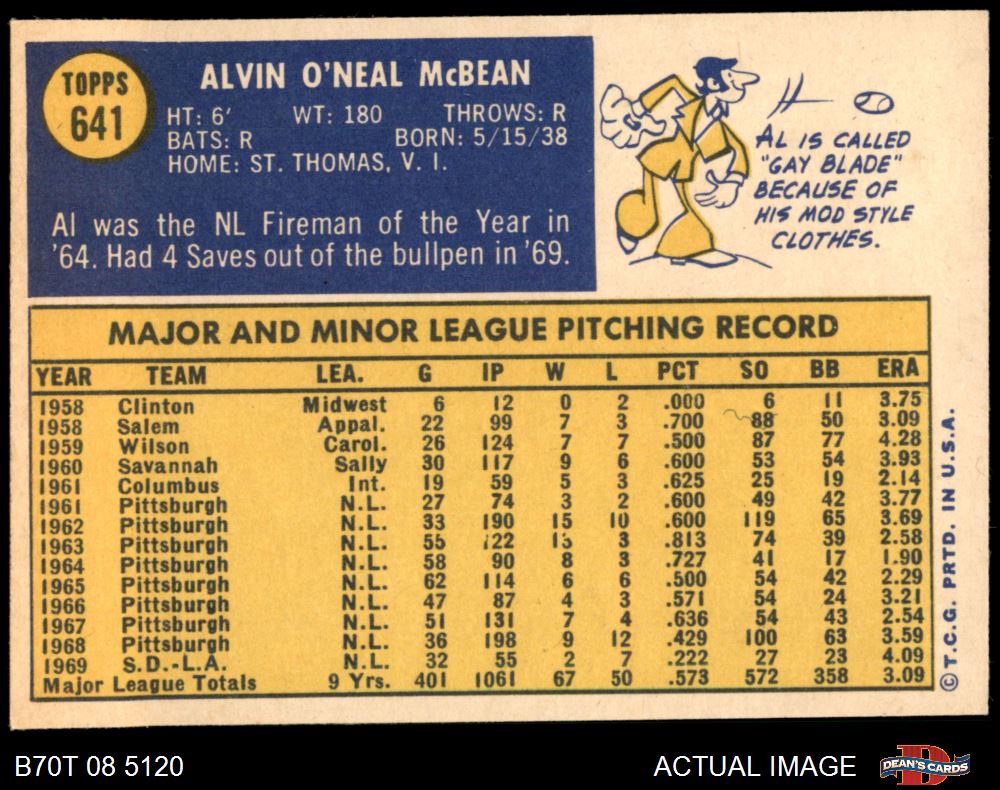 TOPPS
641
ALVIN O'NEAL McBEAN
HT: 6' WT: 180 THROWS: R
BATS: R BORN: 5/15/38
HOME: ST. THOMAS, V. I.
Al was the NL Fireman of the Year in
'64. Had 4 Saves out of the bullpen in '69.
AL IS CALLED
"GAY BLADE"
BECAUSE OF
HIS MOD STYLE
CLOTHES.
MAJOR AND MINOR LEAGUE PITCHING RECORD
YEAR TEAM LEA. G IP W L PCT SO BB ERA
1958 Clinton Midwest 6 12 0 2 .000 6 11 3.75
1958 Salem Appal. 22 99 7 3 .700 88 50 3.09
1959 Wilson Carol. 26 124 7 7 .500 87 77 4.28
1960 Savannah Sally 30 117 9 6 .600 53 54 3.93
1961 Columbus Int. 19 59 5 3 .625 25 19 2.14
1961 Pittsburgh N.L. 27 74 3 2 .600 49 42 3.77
1962 Pittsburgh N.L. 33 190 15 10 .600 119 65 3.69
1963 Pittsburgh N.L. 55 122 13 3 .813 74 39 2.58
1964 Pittsburgh N.L. 58 90 8 3 .727 41 17 1.90
1965 Pittsburgh N.L. 62 114 6 6 .500 54 42 2.29
1966 Pittsburgh N.L. 47 87 4 3 .571 54 24 3.21
1967 Pittsburgh N.L. 51 131 7 4 .636 54 43 2.54
1968 Pittsburgh N.L. 36 198 9 12 .429 100 63 3.59
1969 S.D.-L.A. N.L. 32 55 2 7 .222 27 23 4.09
Major League Totals 9 Yrs. 401 1061 67 50 .573 572 358 3.09
© T.C.G. PRTD. IN U.S.A.
B70T 08 5120
ACTUAL IMAGE
D
DEAN'S CARDS